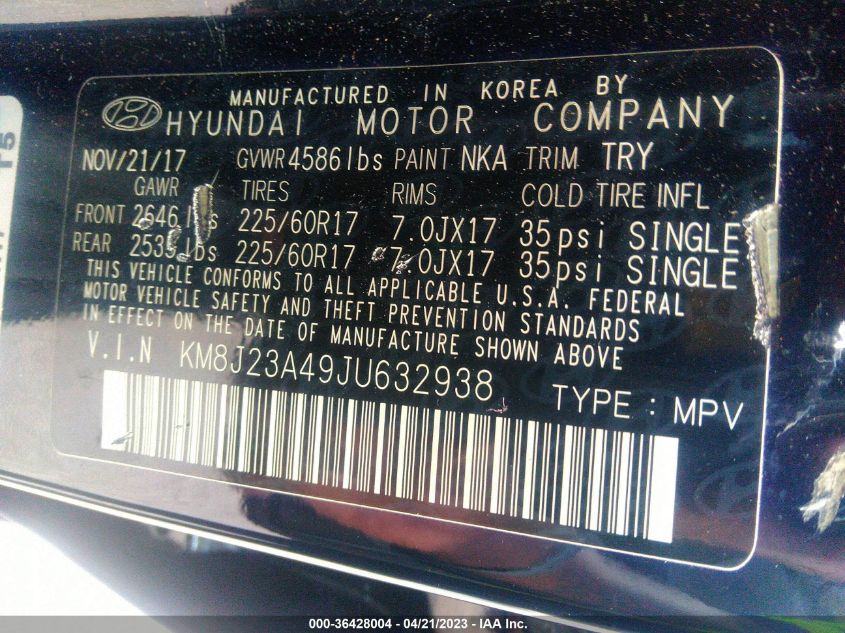 MANUFACTURED IN KOREA BY
HYUNDAI MOTOR COMPANY
NOV/21/17 GVWR 4586lbs PAINT NKA TRIM TRY
GAWR TIRES RIMS COLD TIRE INFL
FRONT 2646 lbs 225/60R17 7.0JX17 35psi SINGLE
REAR 2535 lbs 225/60R17 7.0JX17 35psi SINGLE
THIS VEHICLE CONFORMS TO ALL APPLICABLE U.S.A. FEDERAL
MOTOR VEHICLE SAFETY AND THEFT PREVENTION STANDARDS
IN EFFECT ON THE DATE OF MANUFACTURE SHOWN ABOVE
V.I.N KM8J23A49JU632938
TYPE : MPV
15
000-36428004 - 04/21/2023 - IAA Inc.